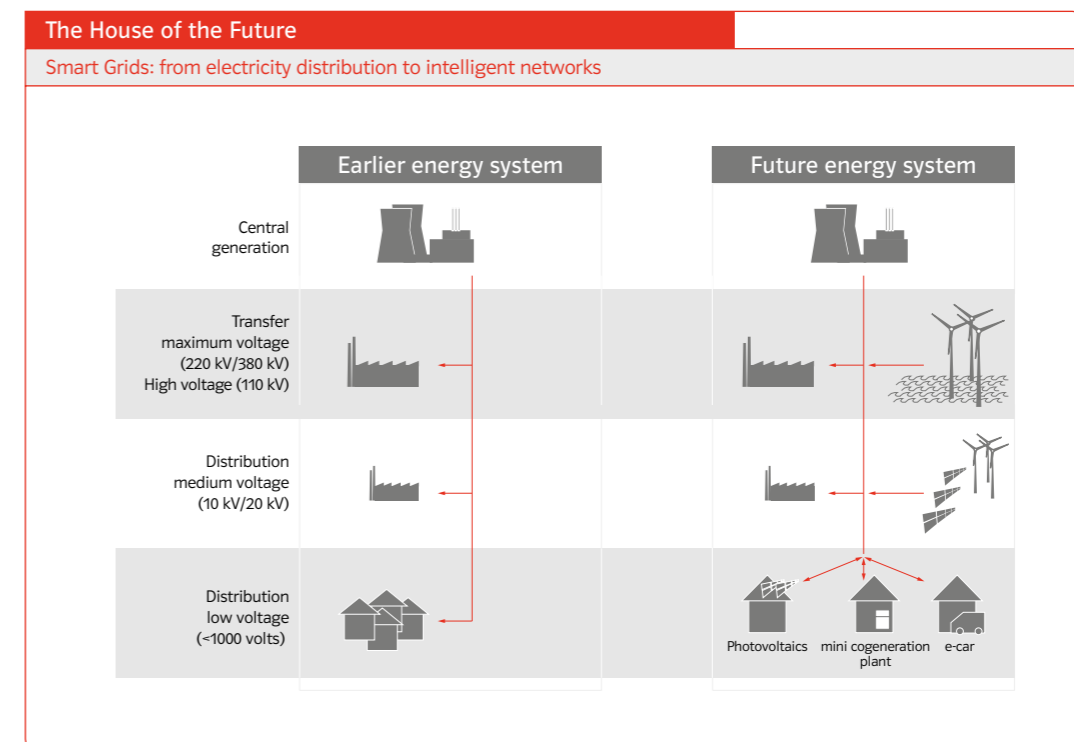 The House of the Future
Smart Grids: from electricity distribution to intelligent networks
Earlier energy system
Future energy system
Central
generation
Transfer
maximum voltage
(220 kV/380 kV)
High voltage (110 kV)
Distribution
medium voltage
(10 kV/20 kV)
Distribution
low voltage
(<1000 volts)
Photovoltaics
mini cogeneration
plant
e-car